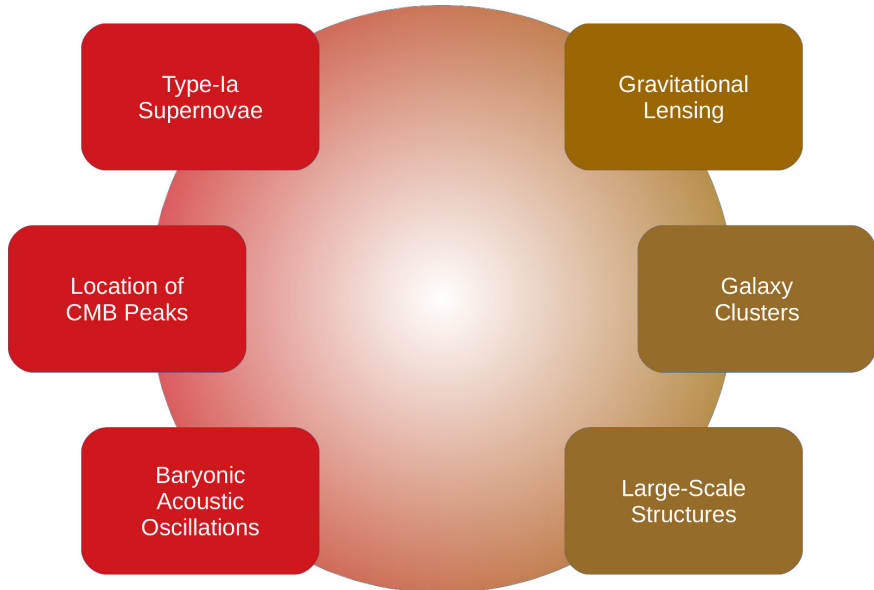 Type-Ia
Supernovae
Gravitational
Lensing
Location of
CMB Peaks
Galaxy
Clusters
Baryonic
Acoustic
Oscillations
Large-Scale
Structures